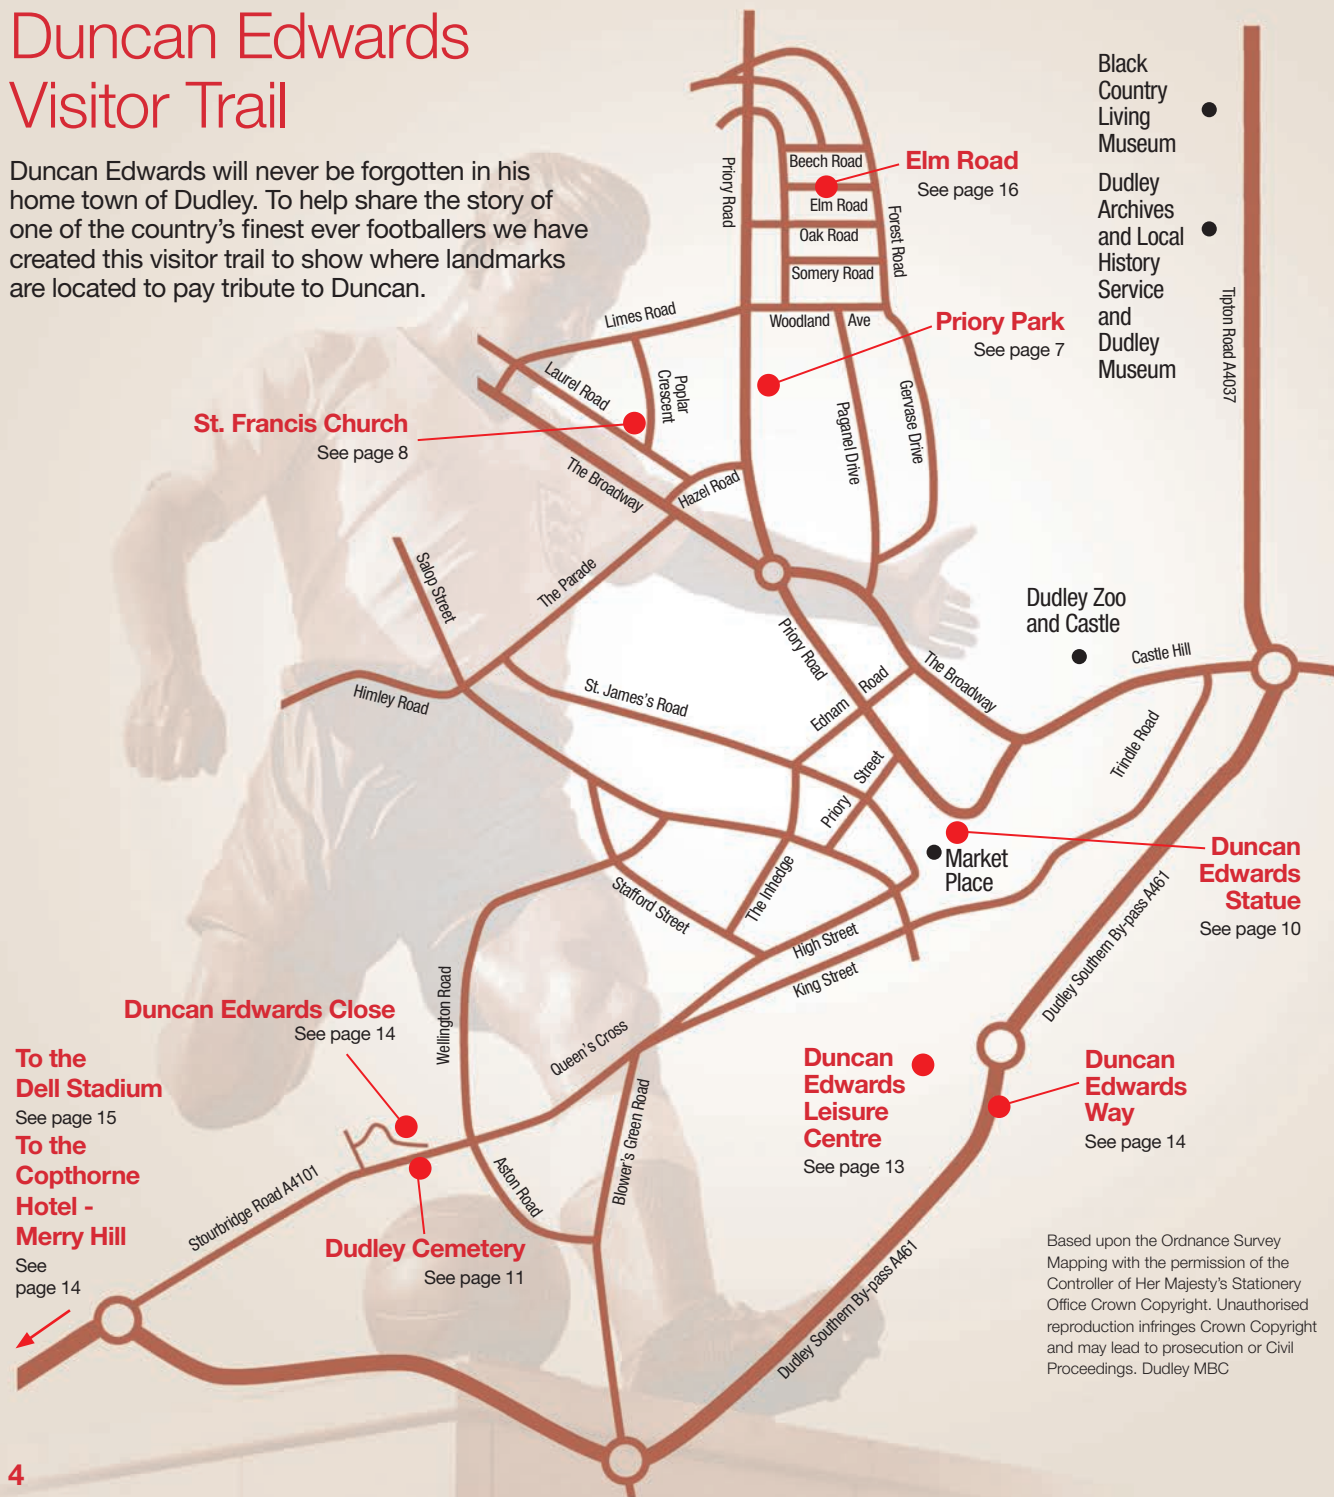 Duncan Edwards
Visitor Trail
Duncan Edwards will never be forgotten in his
home town of Dudley. To help share the story of
one of the country's finest ever footballers we have
created this visitor trail to show where landmarks
are located to pay tribute to Duncan.
Black
Country
Living
Museum
Dudley
Archives
and Local
History
Service
and
Dudley
Museum
Tipton Road A4037
Priory Road
Beech Road
Elm Road
See page 16
Elm Road
Oak Road
Forest Road
Somery Road
Woodland Ave
Priory Park
See page 7
Limes Road
Laurel Road
Poplar
Crescent
St. Francis Church
See page 8
Paganel Drive
Gervase Drive
The Broadway
Hazel Road
Salop Street
The Parade
Dudley Zoo
and Castle
Castle Hill
Priory Road
Himley Road
St. James's Road
Ednam Road
The Broadway
Trindle Road
Priory Street
Market
Place
Duncan
Edwards
Statue
See page 10
Stafford Street
The Inhedge
High Street
King Street
Dudley Southern By-pass A461
Wellington Road
Duncan Edwards Close
See page 14
Queen's Cross
To the
Dell Stadium
See page 15
To the
Copthorne
Hotel -
Merry Hill
See
page 14
Duncan
Edwards
Leisure
Centre
See page 13
Duncan
Edwards
Way
See page 14
Blower's Green Road
Aston Road
Stourbridge Road A4101
Dudley Cemetery
See page 11
Dudley Southern By-pass A461
Based upon the Ordnance Survey
Mapping with the permission of the
Controller of Her Majesty's Stationery
Office Crown Copyright. Unauthorised
reproduction infringes Crown Copyright
and may lead to prosecution or Civil
Proceedings. Dudley MBC
4